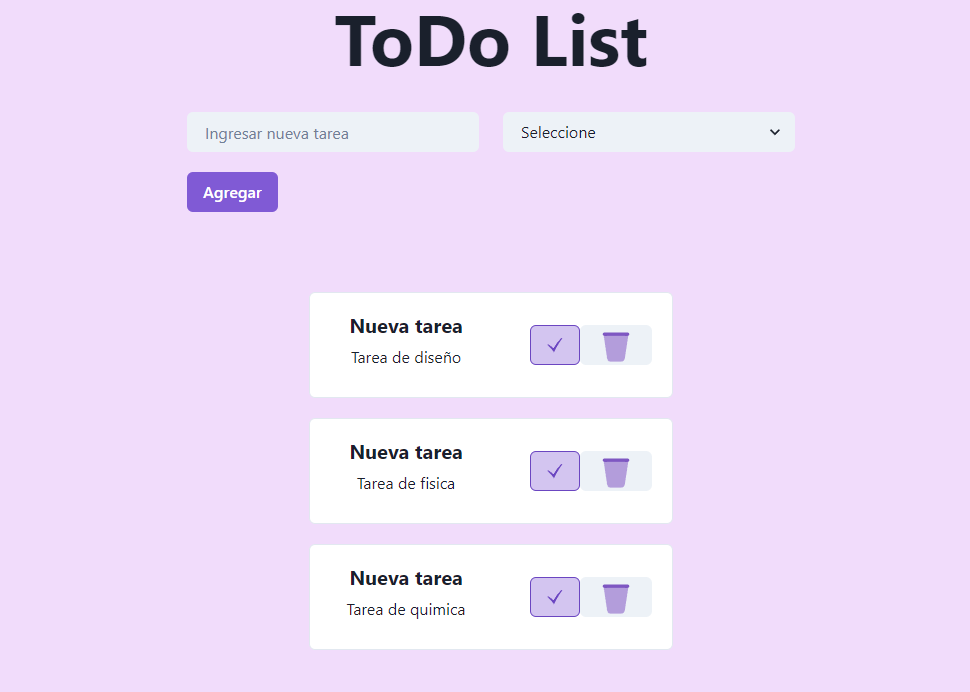 ToDo List
Ingresar nueva tarea
Seleccione
Agregar
Nueva tarea
Tarea de diseño
Nueva tarea
Tarea de fisica
Nueva tarea
Tarea de quimica